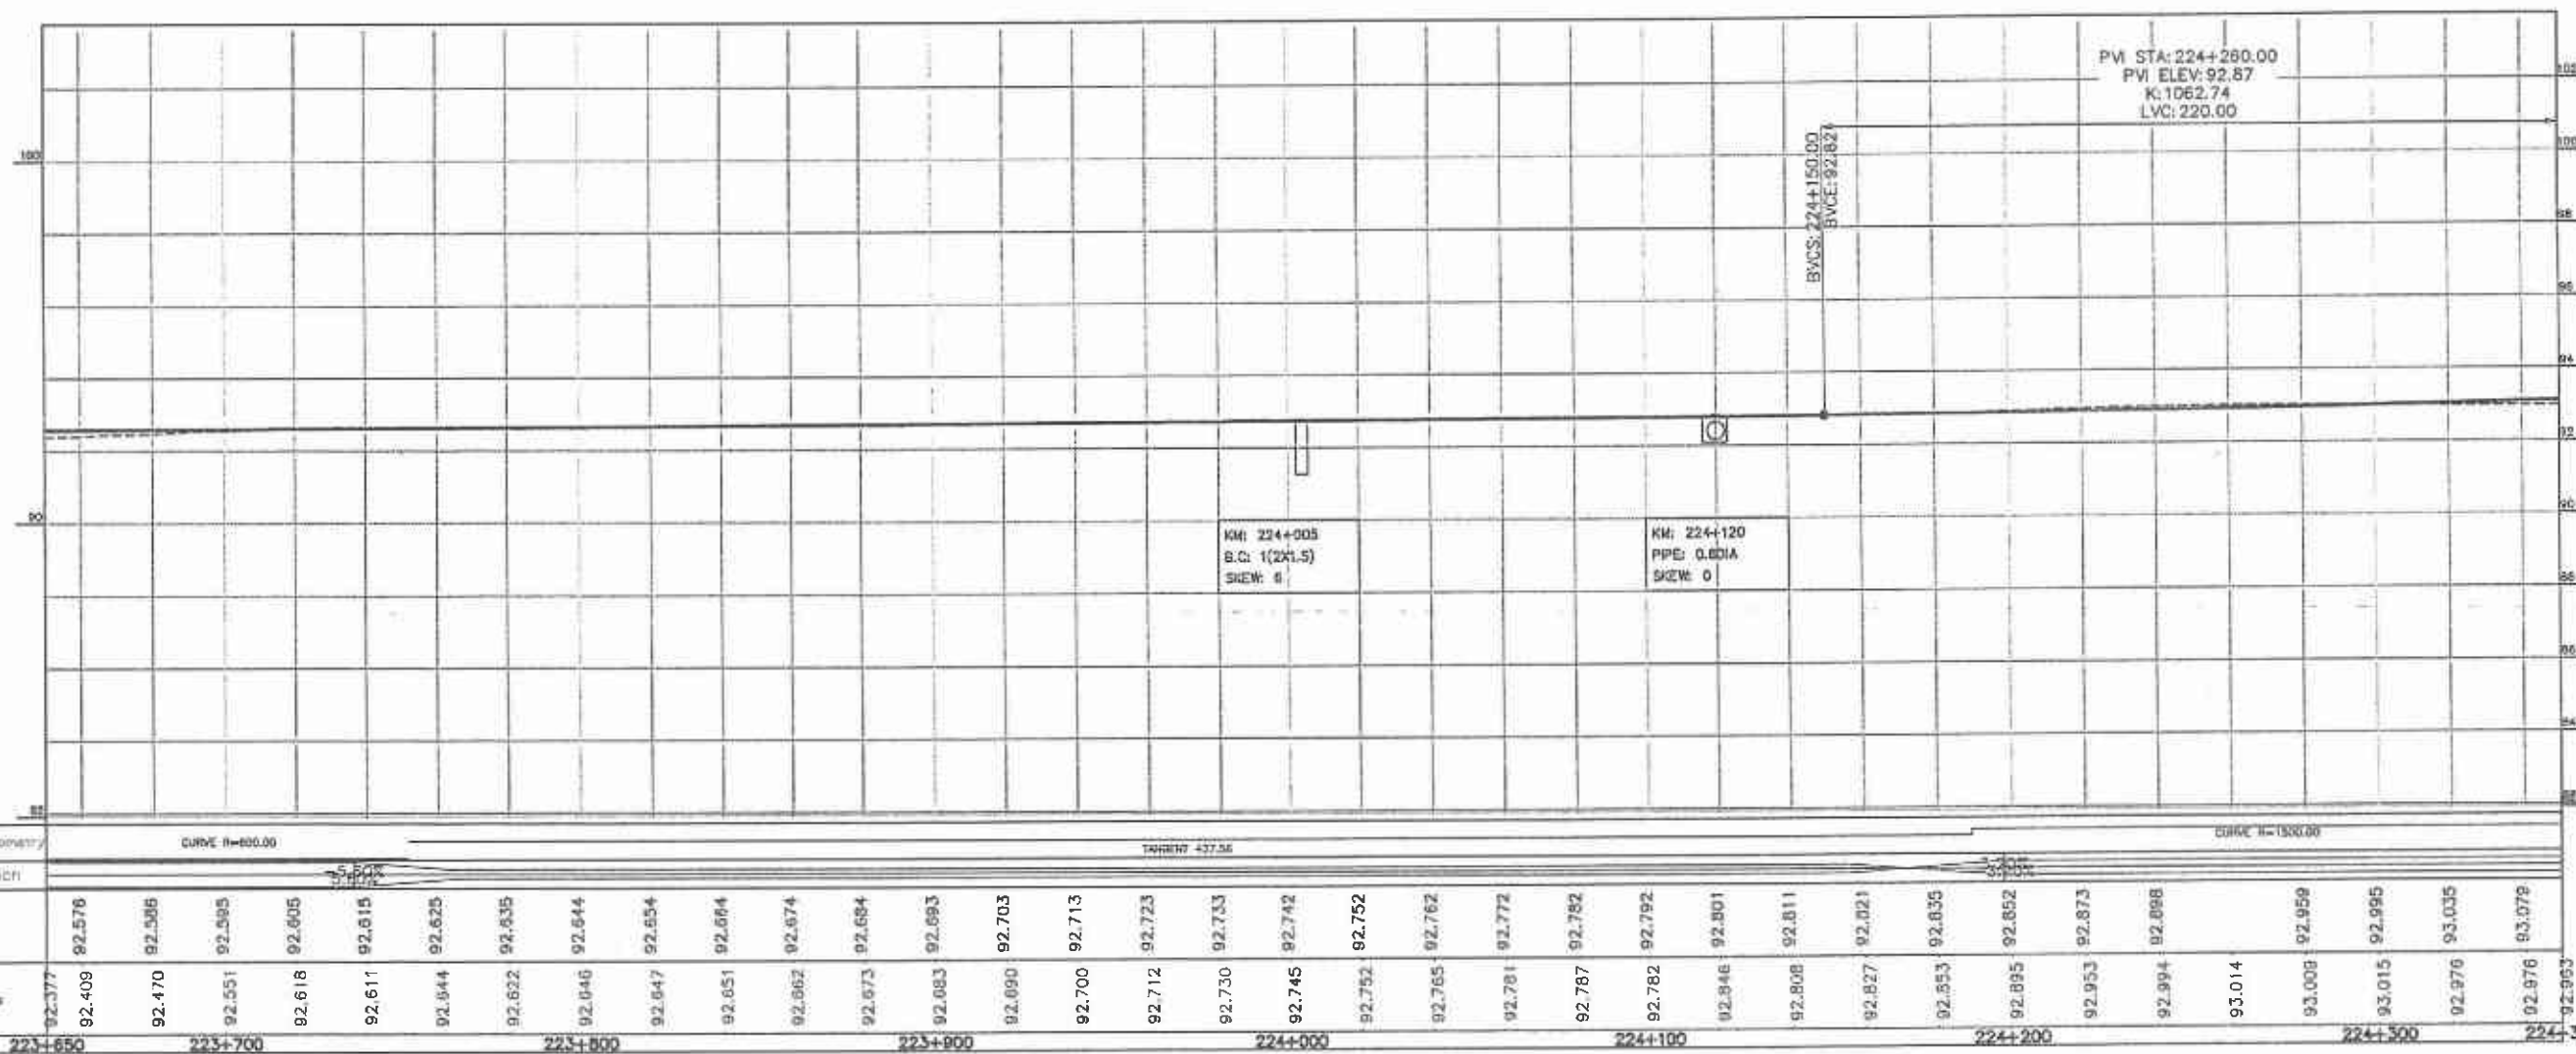 PVI STA: 224+260.00
PVI ELEV: 92.87
K: 1062.74
LVC: 220.00
BVCS: 224+150.00
BVCE: 92.827
100
90
100
98
94
92
90
88
86
84
KM: 224+005
B.C: 1(2X1.5)
SKEW: 6
KM: 224+120
PIPE: 0.6DIA
SKEW: 0
CURVE R=600.00
TANGENT 437.56
CURVE R=1500.00
92.576 92.586 92.595 92.605 92.615 92.625 92.635 92.644 92.654 92.664 92.674 92.684 92.693 92.703 92.713 92.723 92.733 92.742 92.752 92.762 92.772 92.782 92.792 92.801 92.811 92.821 92.835 92.852 92.873 92.898 92.959 92.995 93.035 93.079
92.377 92.409 92.470 92.551 92.618 92.611 92.644 92.622 92.646 92.647 92.651 92.662 92.673 92.683 92.690 92.700 92.712 92.730 92.745 92.752 92.765 92.781 92.787 92.782 92.846 92.808 92.827 92.853 92.895 92.953 92.994 93.014 93.009 93.015 92.976 92.976 92.963
223+650 223+700 223+800 223+900 224+000 224+100 224+200 224+300